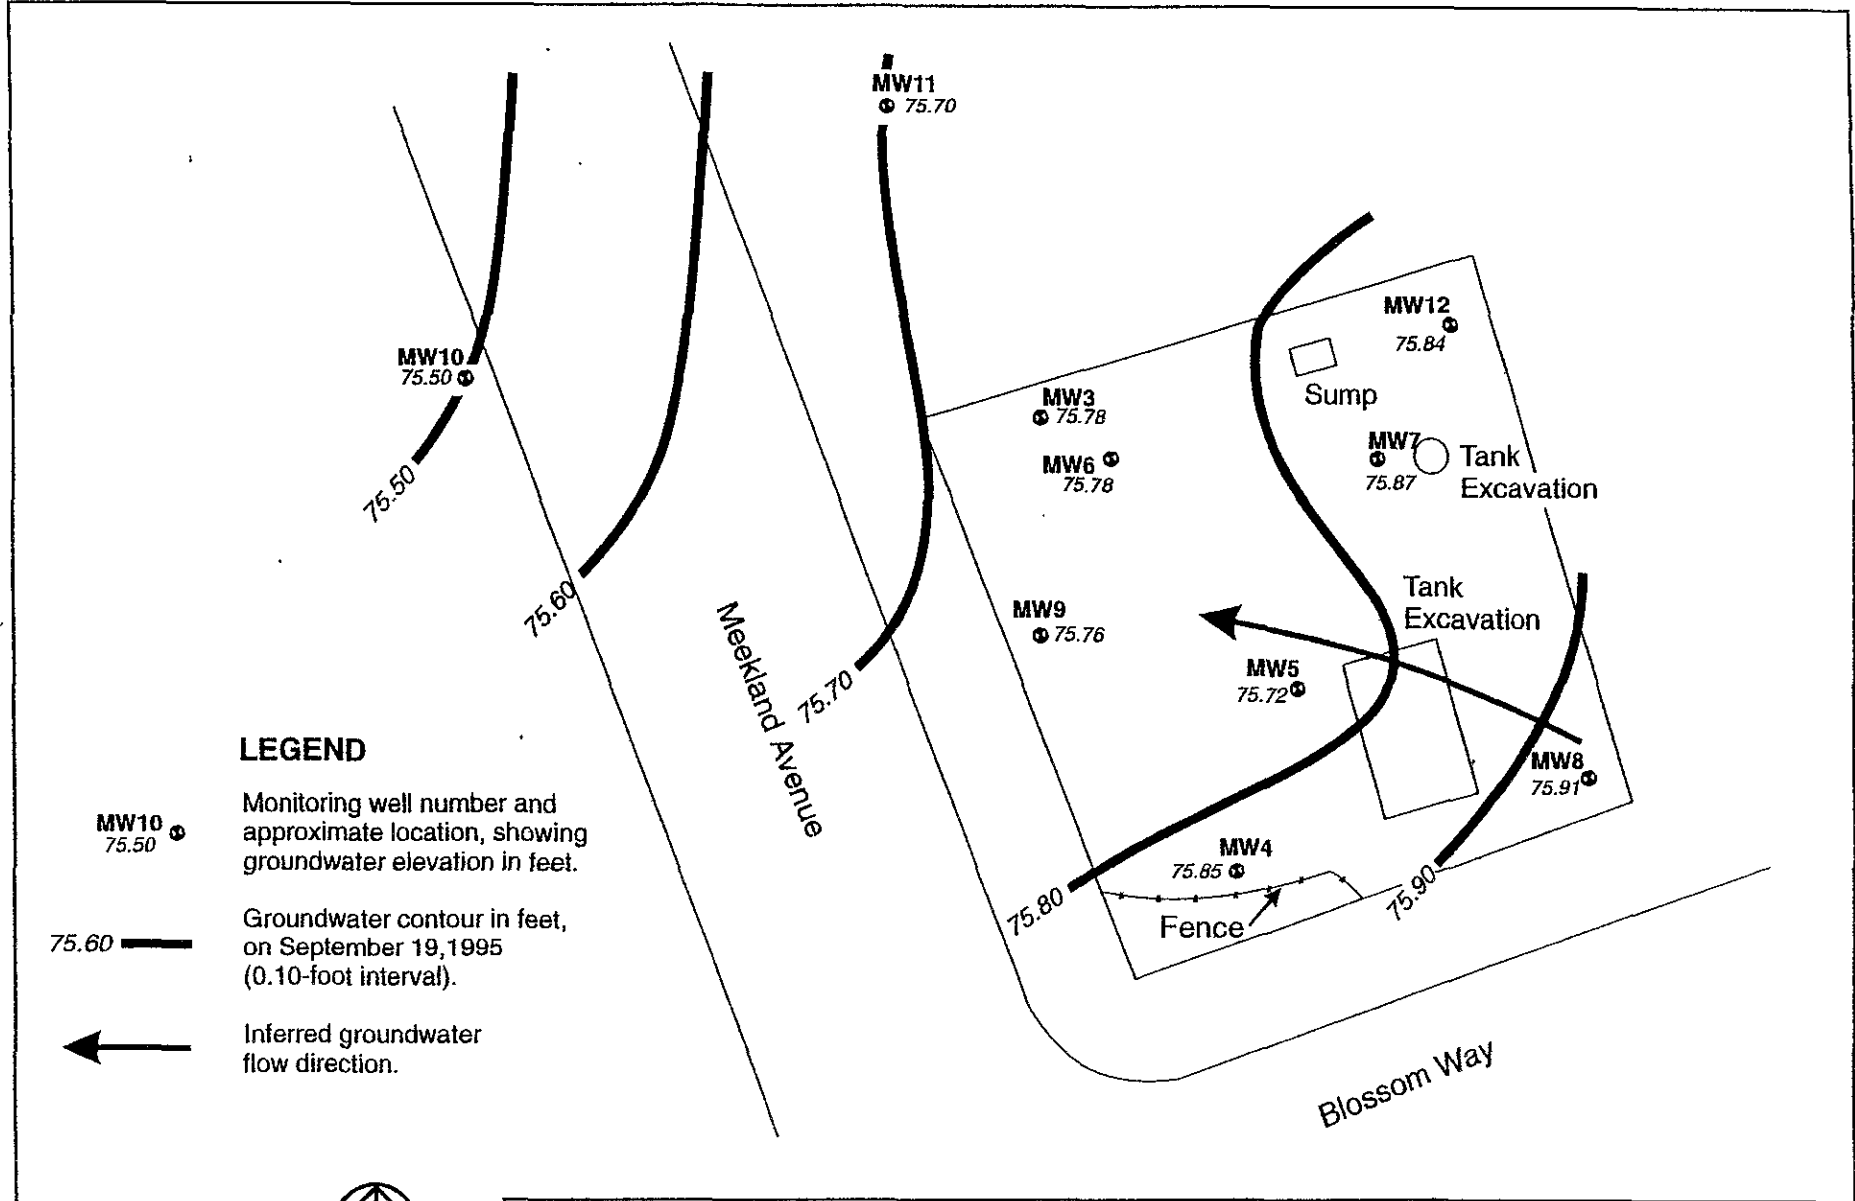 MW11
75.70
MW12
75.84
MW10
75.50
Sump
MW3
75.78
MW6
75.78
MW7
75.87
Tank
Excavation
75.50
Tank
Excavation
75.60
MW9
75.76
Meekland Avenue
75.70
MW5
75.72
MW8
75.91
MW4
75.85
75.80
75.90
Fence
Blossom Way
LEGEND
MW10
75.50
Monitoring well number and
approximate location, showing
groundwater elevation in feet.
75.60
Groundwater contour in feet,
on September 19,1995
(0.10-foot interval).
Inferred groundwater
flow direction.